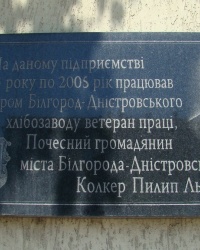 На даному підприємстві
року по 2005 рік працював
ром Білгород-Дністровського
хлібозаводу ветеран праці,
Почесний громадянин
міста Білгорода-Дністровсь
Колкер Пилип Ль